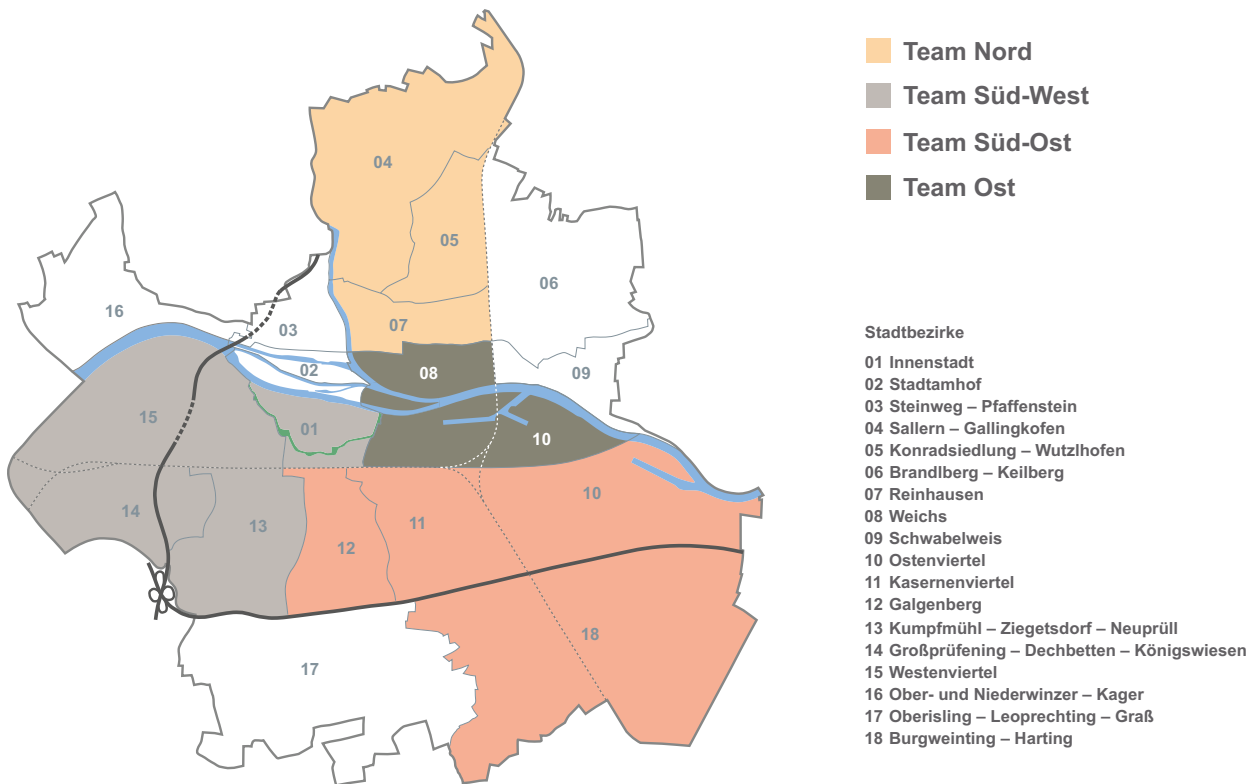 Team Nord
Team Süd-West
Team Süd-Ost
Team Ost
04
05
06
16
03
07
02
08
09
15
01
10
10
14
13
11
12
18
17
Stadtbezirke
01 Innenstadt
02 Stadtamhof
03 Steinweg – Pfaffenstein
04 Sallern – Gallingkofen
05 Konradsiedlung – Wutzlhofen
06 Brandlberg – Keilberg
07 Reinhausen
08 Weichs
09 Schwabelweis
10 Ostenviertel
11 Kasernenviertel
12 Galgenberg
13 Kumpfmühl – Ziegetsdorf – Neuprüll
14 Großprüfening – Dechbetten – Königswiesen
15 Westenviertel
16 Ober- und Niederwinzer – Kager
17 Oberisling – Leoprechting – Graß
18 Burgweinting – Harting